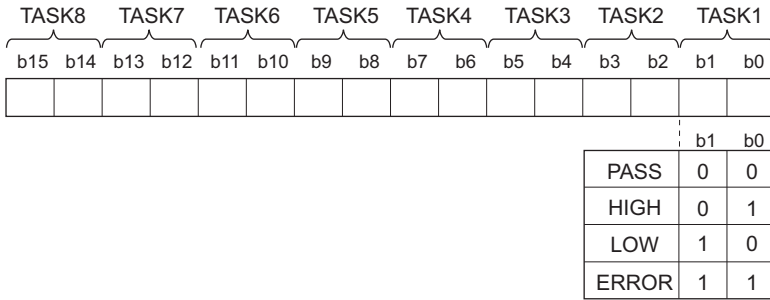 TASK8 TASK7 TASK6 TASK5 TASK4 TASK3 TASK2 TASK1
b15 b14 b13 b12 b11 b10 b9 b8 b7 b6 b5 b4 b3 b2 b1 b0
b1 b0
PASS 0 0
HIGH 0 1
LOW 1 0
ERROR 1 1